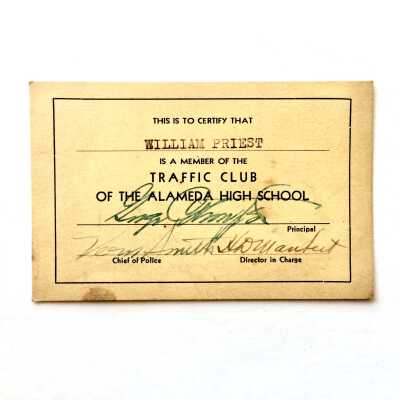 THIS IS TO CERTIFY THAT
WILLIAM PRIEST
IS A MEMBER OF THE
TRAFFIC CLUB
OF THE ALAMEDA HIGH SCHOOL
Principal
Smith
Chief of Police Director in Charge